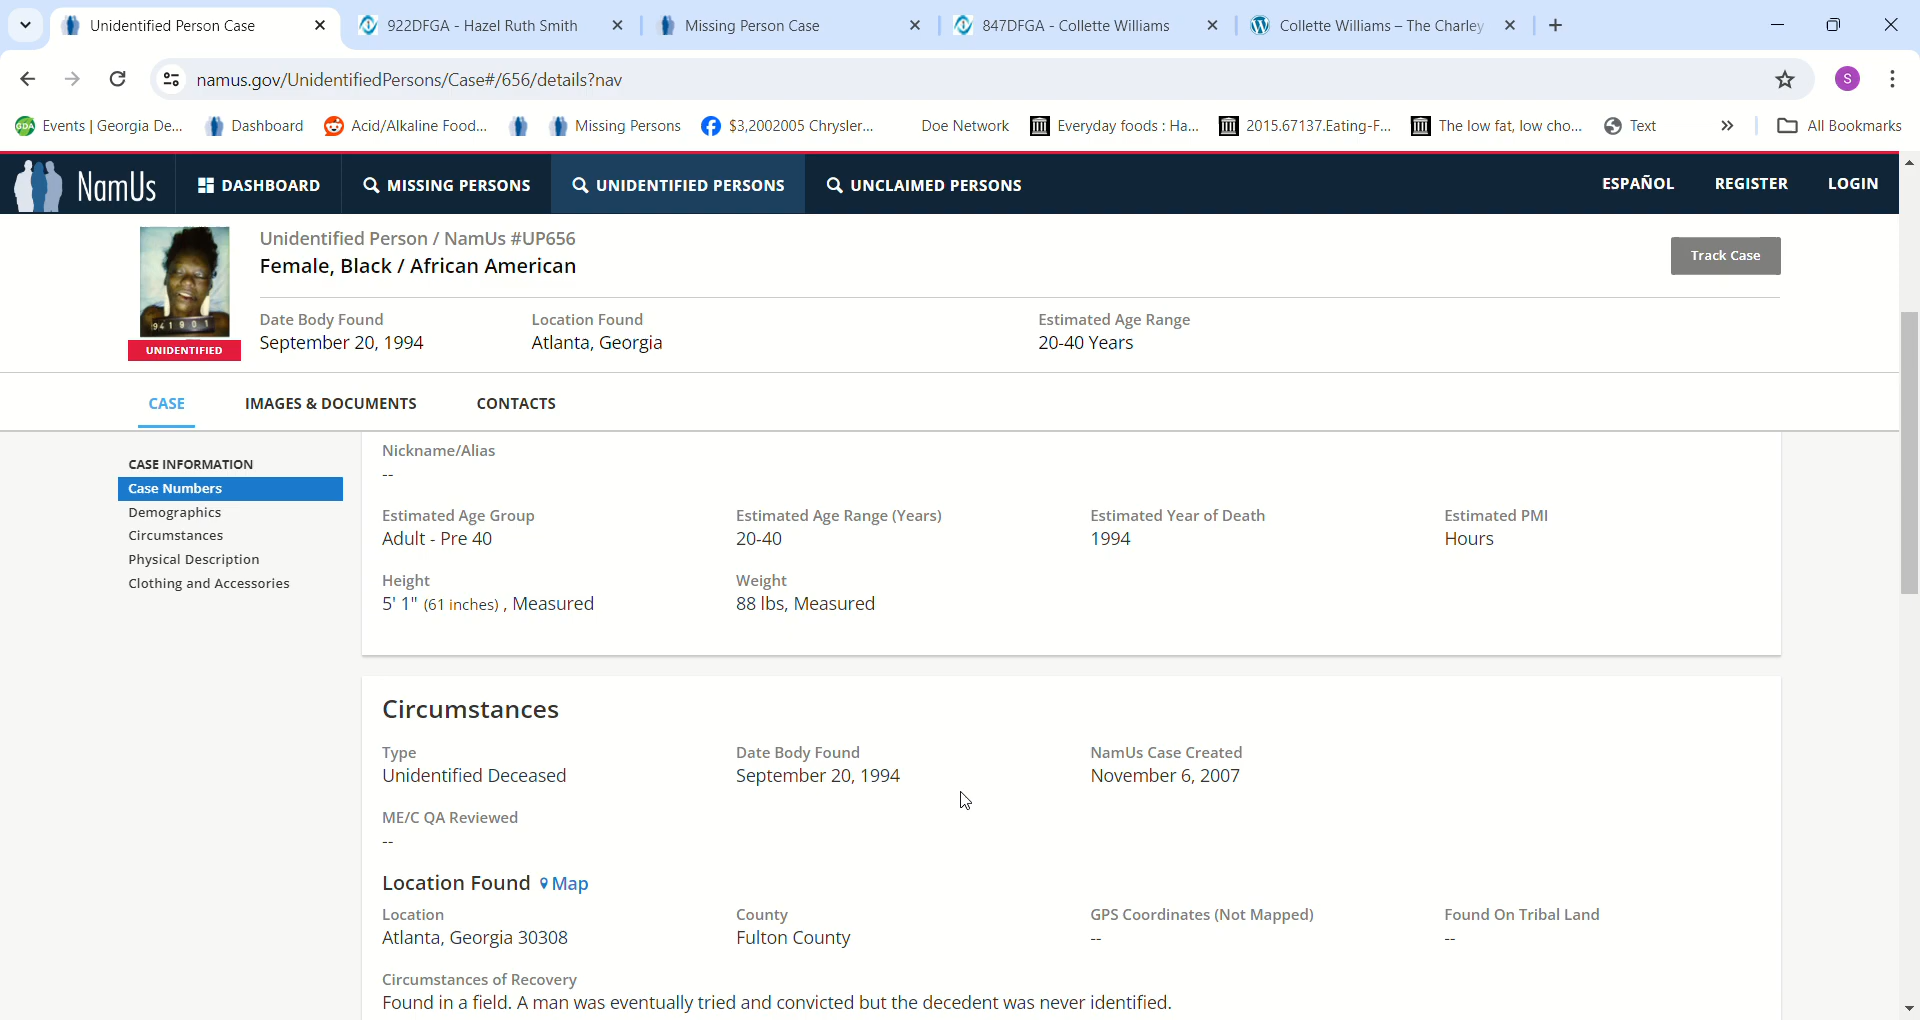 Unidentified Person Case
922DFGA - Hazel Ruth Smith
Missing Person Case
847DFGA - Collette Williams
Collette Williams – The Charley
namus.gov/UnidentifiedPersons/Case#/656/details?nav
S
Events | Georgia De...
Dashboard
Acid/Alkaline Food...
Missing Persons
$3,2002005 Chrysler...
Doe Network
Everyday foods : Ha...
2015.67137.Eating-F...
The low fat, low cho...
Text
All Bookmarks
NamUs
DASHBOARD
MISSING PERSONS
UNIDENTIFIED PERSONS
UNCLAIMED PERSONS
ESPAÑOL
REGISTER
LOGIN
Unidentified Person / NamUs #UP656
Female, Black / African American
Track Case
941901
UNIDENTIFIED
Date Body Found
September 20, 1994
Location Found
Atlanta, Georgia
Estimated Age Range
20-40 Years
CASE
IMAGES & DOCUMENTS
CONTACTS
CASE INFORMATION
Case Numbers
Demographics
Circumstances
Physical Description
Clothing and Accessories
Nickname/Alias
--
Estimated Age Group
Adult - Pre 40
Estimated Age Range (Years)
20-40
Estimated Year of Death
1994
Estimated PMI
Hours
Height
5' 1" (61 inches) , Measured
Weight
88 lbs, Measured
Circumstances
Type
Unidentified Deceased
Date Body Found
September 20, 1994
NamUs Case Created
November 6, 2007
ME/C QA Reviewed
--
Location Found Map
Location
Atlanta, Georgia 30308
County
Fulton County
GPS Coordinates (Not Mapped)
--
Found On Tribal Land
--
Circumstances of Recovery
Found in a field. A man was eventually tried and convicted but the decedent was never identified.